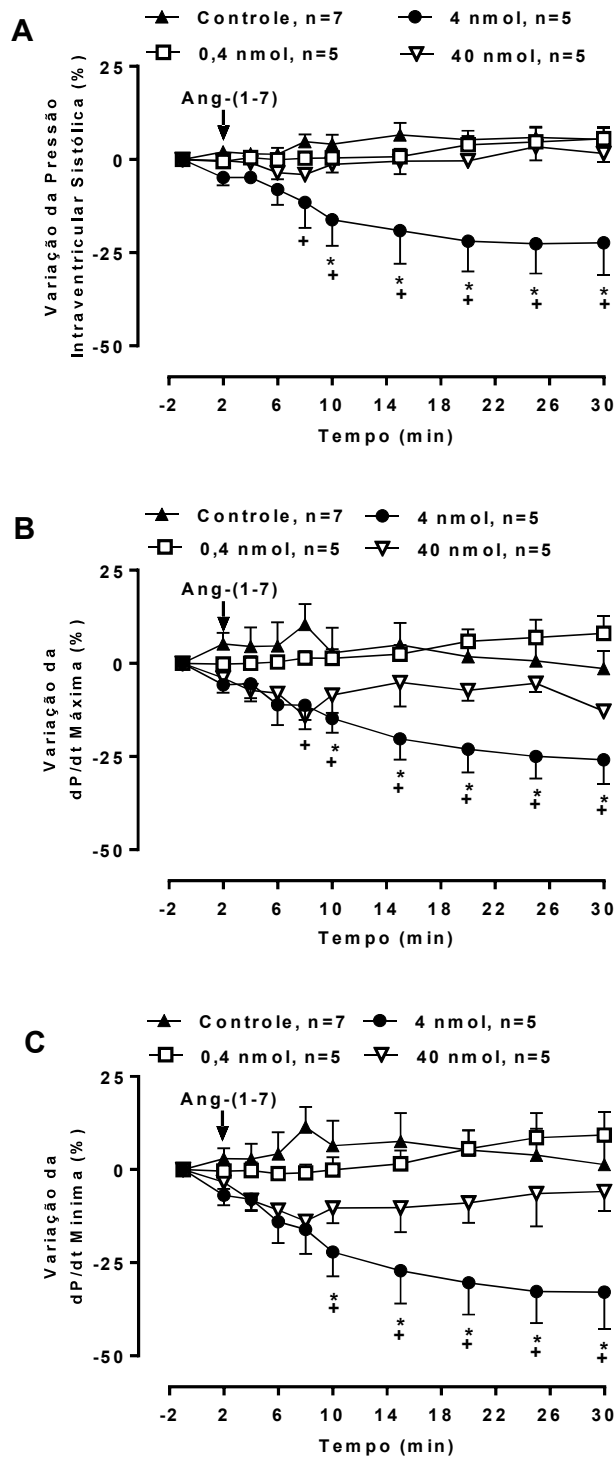 A
Controle, n=7 4 nmol, n=5
0,4 nmol, n=5 40 nmol, n=5
Ang-(1-7)
Variação da Pressão
Intraventricular Sistólica (%)
25
0
-25
-50
+
*
+
*
+
*
+
*
+
*
+
-2 2 6 10 14 18 22 26 30
Tempo (min)
B
Controle, n=7 4 nmol, n=5
0,4 nmol, n=5 40 nmol, n=5
Ang-(1-7)
Variação da
dP/dt Máxima (%)
25
0
-25
-50
+
*
+
*
+
*
+
*
+
*
+
-2 2 6 10 14 18 22 26 30
Tempo (min)
C
Controle, n=7 4 nmol, n=5
0,4 nmol, n=5 40 nmol, n=5
Ang-(1-7)
Variação da
dP/dt Mínima (%)
25
0
-25
-50
*
+
*
+
*
+
*
+
*
+
-2 2 6 10 14 18 22 26 30
Tempo (min)